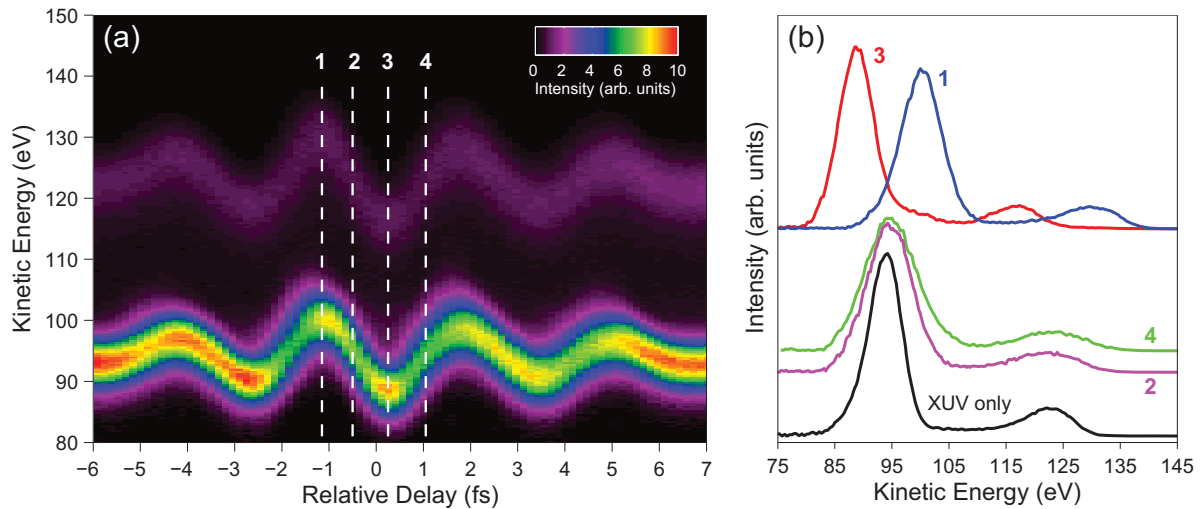 (a)
150
140
130
120
110
100
90
80
Kinetic Energy (eV)
1 2 3 4
0 2 4 6 8 10
Intensity (arb. units)
−6 −5 −4 −3 −2 −1 0 1 2 3 4 5 6 7
Relative Delay (fs)
(b)
3
1
4
2
XUV only
Intensity (arb. units)
75 85 95 105 115 125 135 145
Kinetic Energy (eV)